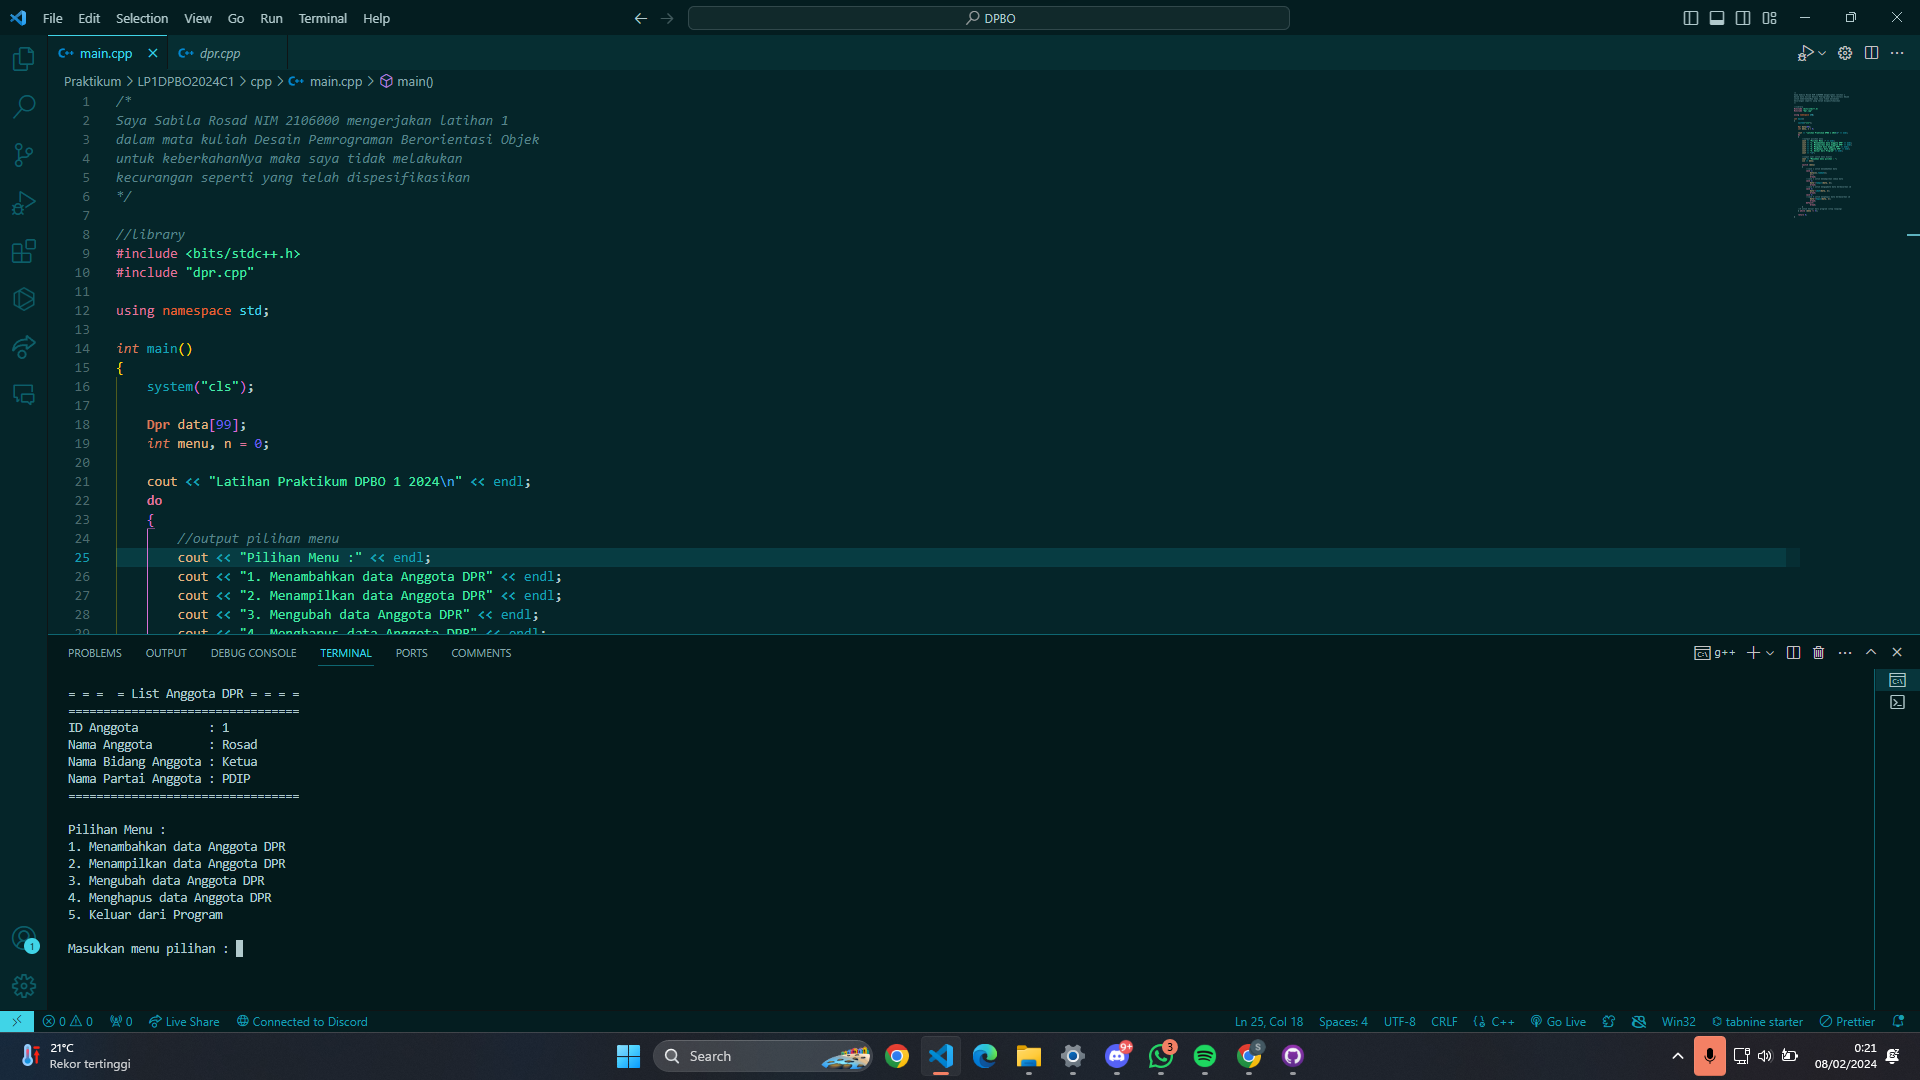 File Edit Selection View Go Run Terminal Help
DPBO
main.cpp
dpr.cpp
Praktikum > LP1DPBO2024C1 > cpp > main.cpp > main()
1 /*
2 Saya Sabila Rosad NIM 2106000 mengerjakan latihan 1
3 dalam mata kuliah Desain Pemrograman Berorientasi Objek
4 untuk keberkahanNya maka saya tidak melakukan
5 kecurangan seperti yang telah dispesifikasikan
6 */
7
8 //library
9 #include <bits/stdc++.h>
10 #include "dpr.cpp"
11
12 using namespace std;
13
14 int main()
15 {
16 system("cls");
17
18 Dpr data[99];
19 int menu, n = 0;
20
21 cout << "Latihan Praktikum DPBO 1 2024\n" << endl;
22 do
23 {
24 //output pilihan menu
25 cout << "Pilihan Menu :" << endl;
26 cout << "1. Menambahkan data Anggota DPR" << endl;
27 cout << "2. Menampilkan data Anggota DPR" << endl;
28 cout << "3. Mengubah data Anggota DPR" << endl;
29 cout << "4. Menghapus data Anggota DPR" << endl;
PROBLEMS OUTPUT DEBUG CONSOLE TERMINAL PORTS COMMENTS
g++
= = =  = List Anggota DPR = = = =
=================================
ID Anggota : 1
Nama Anggota : Rosad
Nama Bidang Anggota : Ketua
Nama Partai Anggota : PDIP
=================================
Pilihan Menu :
1. Menambahkan data Anggota DPR
2. Menampilkan data Anggota DPR
3. Mengubah data Anggota DPR
4. Menghapus data Anggota DPR
5. Keluar dari Program
Masukkan menu pilihan :
1
0 0 0 Live Share Connected to Discord
Ln 25, Col 18 Spaces: 4 UTF-8 CRLF C++ Go Live Win32 tabnine starter Prettier
21°C
Rekor tertinggi
Search
9+
3
S
0:21
08/02/2024